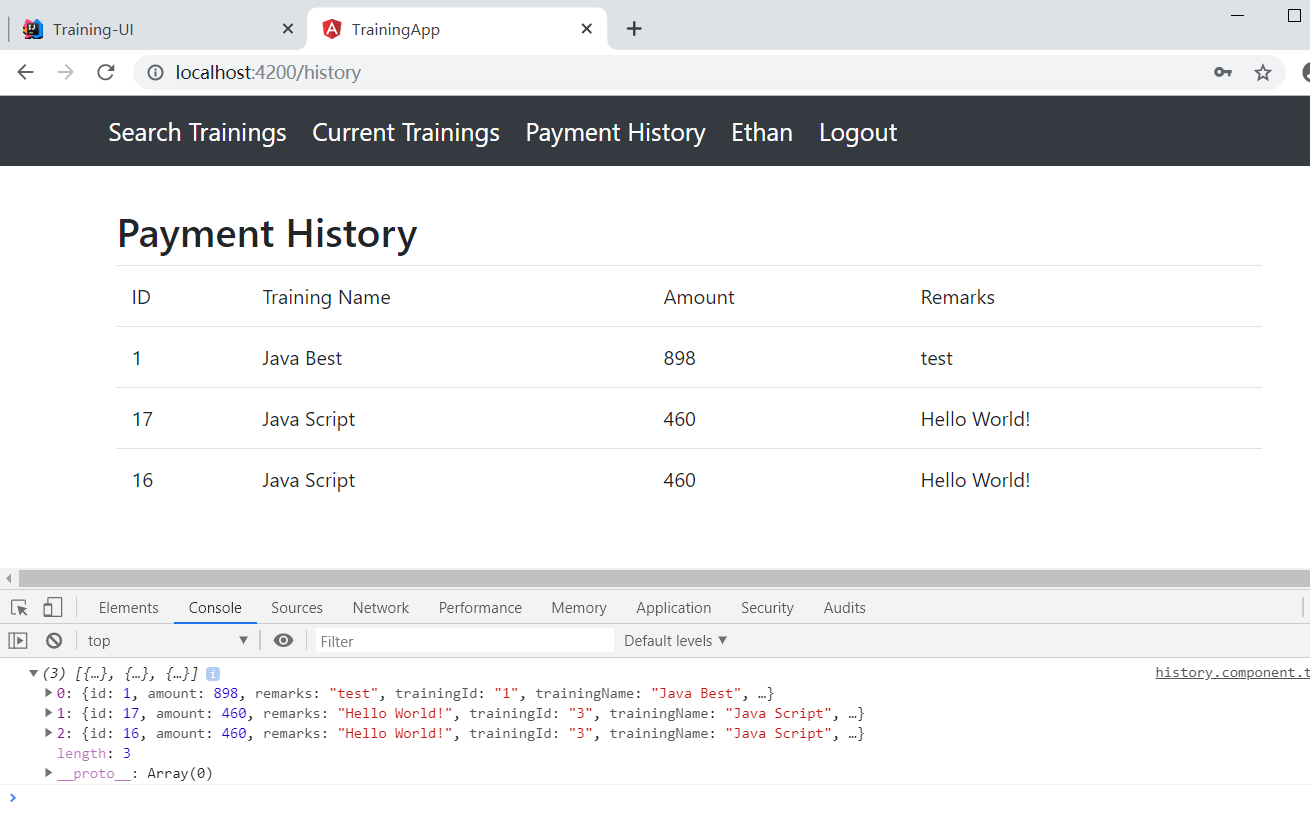 Training-UI TrainingApp
localhost:4200/history
Search Trainings Current Trainings Payment History Ethan Logout
Payment History
ID Training Name Amount Remarks
1 Java Best 898 test
17 Java Script 460 Hello World!
16 Java Script 460 Hello World!
Elements Console Sources Network Performance Memory Application Security Audits
top Filter Default levels
(3) [{…}, {…}, {…}] history.component.t
0: {id: 1, amount: 898, remarks: "test", trainingId: "1", trainingName: "Java Best", …}
1: {id: 17, amount: 460, remarks: "Hello World!", trainingId: "3", trainingName: "Java Script", …}
2: {id: 16, amount: 460, remarks: "Hello World!", trainingId: "3", trainingName: "Java Script", …}
length: 3
__proto__: Array(0)